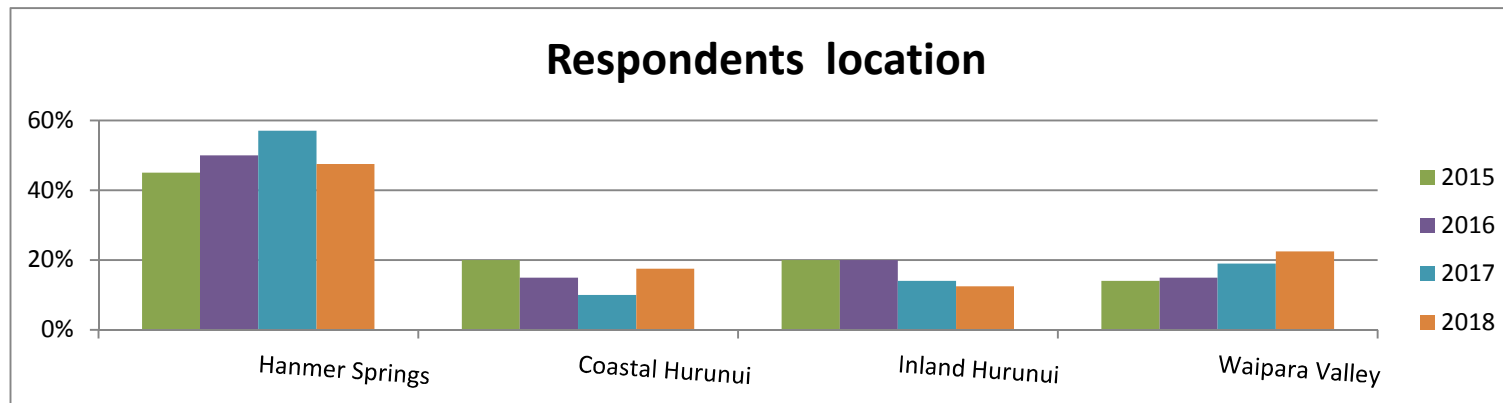 Respondents location
60%
40%
20%
0%
Hanmer Springs
Coastal Hurunui
Inland Hurunui
Waipara Valley
2015
2016
2017
2018